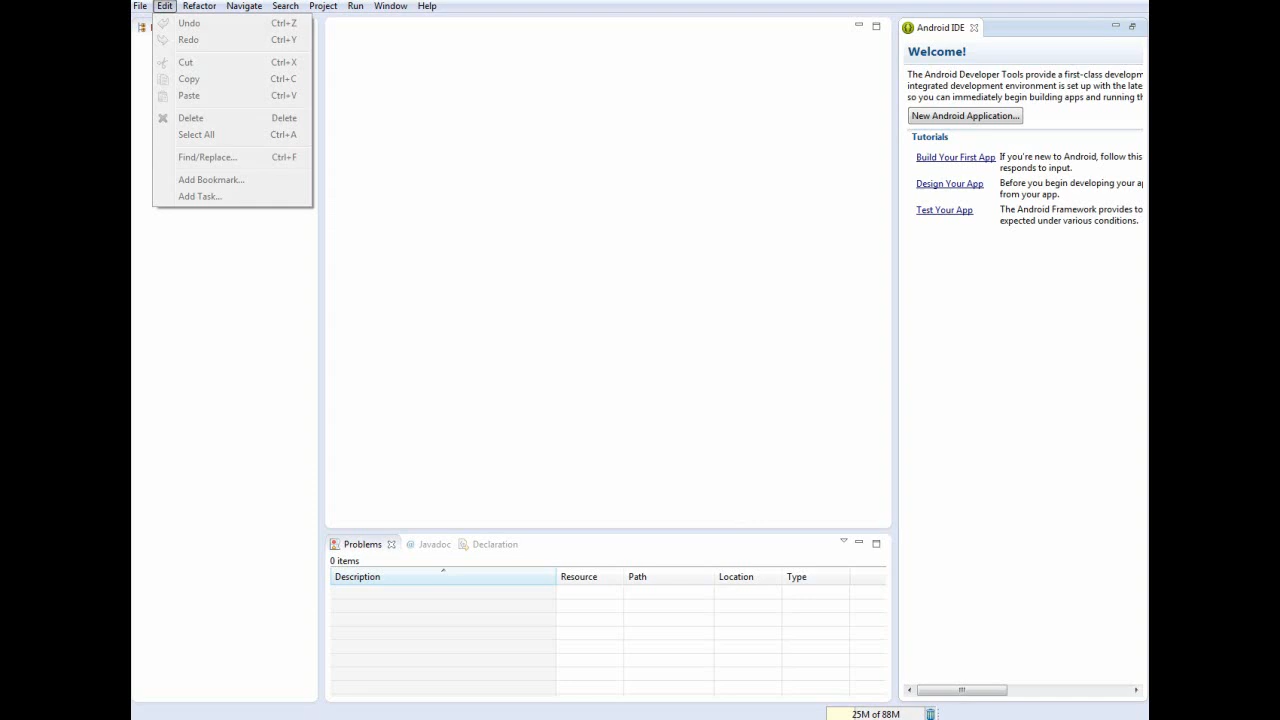 File Edit Refactor Navigate Search Project Run Window Help
Undo Ctrl+Z
Redo Ctrl+Y
Cut Ctrl+X
Copy Ctrl+C
Paste Ctrl+V
Delete Delete
Select All Ctrl+A
Find/Replace... Ctrl+F
Add Bookmark...
Add Task...
Android IDE
Welcome!
The Android Developer Tools provide a first-class developm
integrated development environment is set up with the late
so you can immediately begin building apps and running th
New Android Application...
Tutorials
Build Your First App If you're new to Android, follow this
responds to input.
Design Your App Before you begin developing your ap
from your app.
Test Your App The Android Framework provides to
expected under various conditions.
Problems @ Javadoc Declaration
0 items
Description Resource Path Location Type
25M of 88M